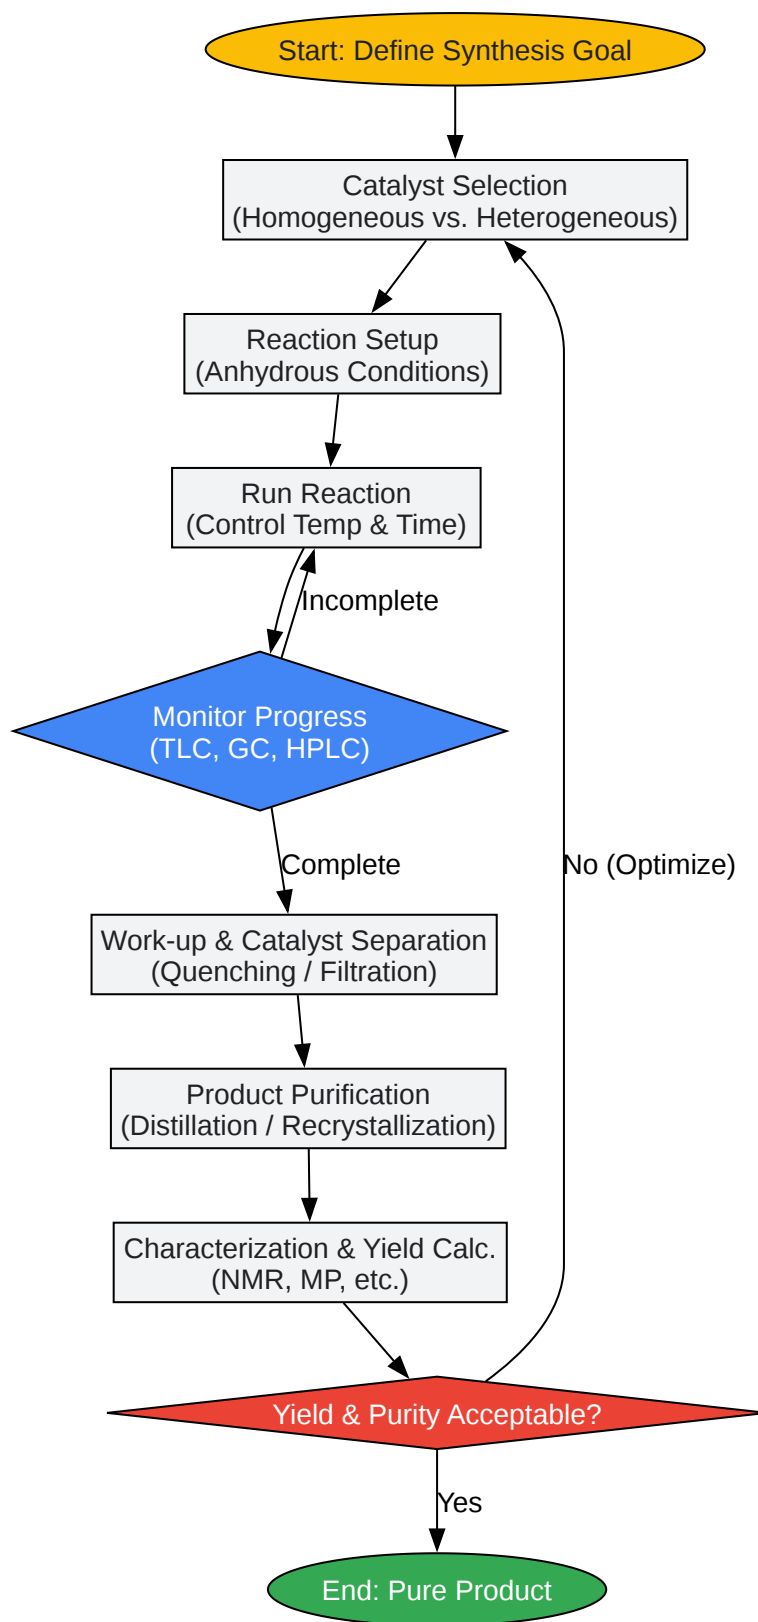 Start: Define Synthesis Goal
Catalyst Selection
(Homogeneous vs. Heterogeneous)
Reaction Setup
(Anhydrous Conditions)
Run Reaction
(Control Temp & Time)
Incomplete
Monitor Progress
(TLC, GC, HPLC)
Complete
No (Optimize)
Work-up & Catalyst Separation
(Quenching / Filtration)
Product Purification
(Distillation / Recrystallization)
Characterization & Yield Calc.
(NMR, MP, etc.)
Yield & Purity Acceptable?
Yes
End: Pure Product